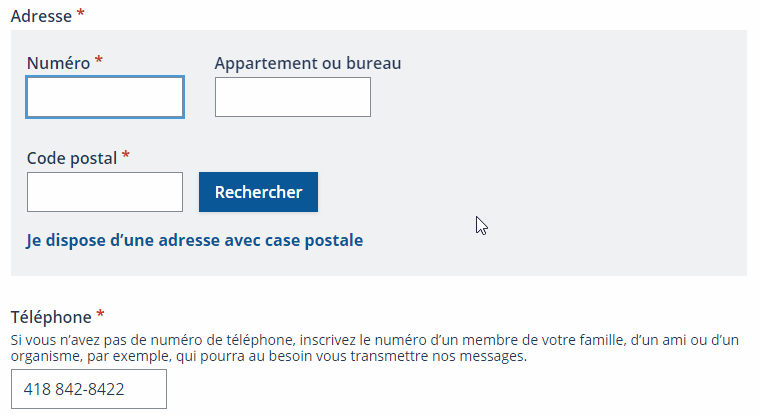 Adresse *
Numéro * Appartement ou bureau
Code postal *
Rechercher
Je dispose d’une adresse avec case postale
Téléphone *
Si vous n’avez pas de numéro de téléphone, inscrivez le numéro d’un membre de votre famille, d’un ami ou d’un
organisme, par exemple, qui pourra au besoin vous transmettre nos messages.
418 842-8422